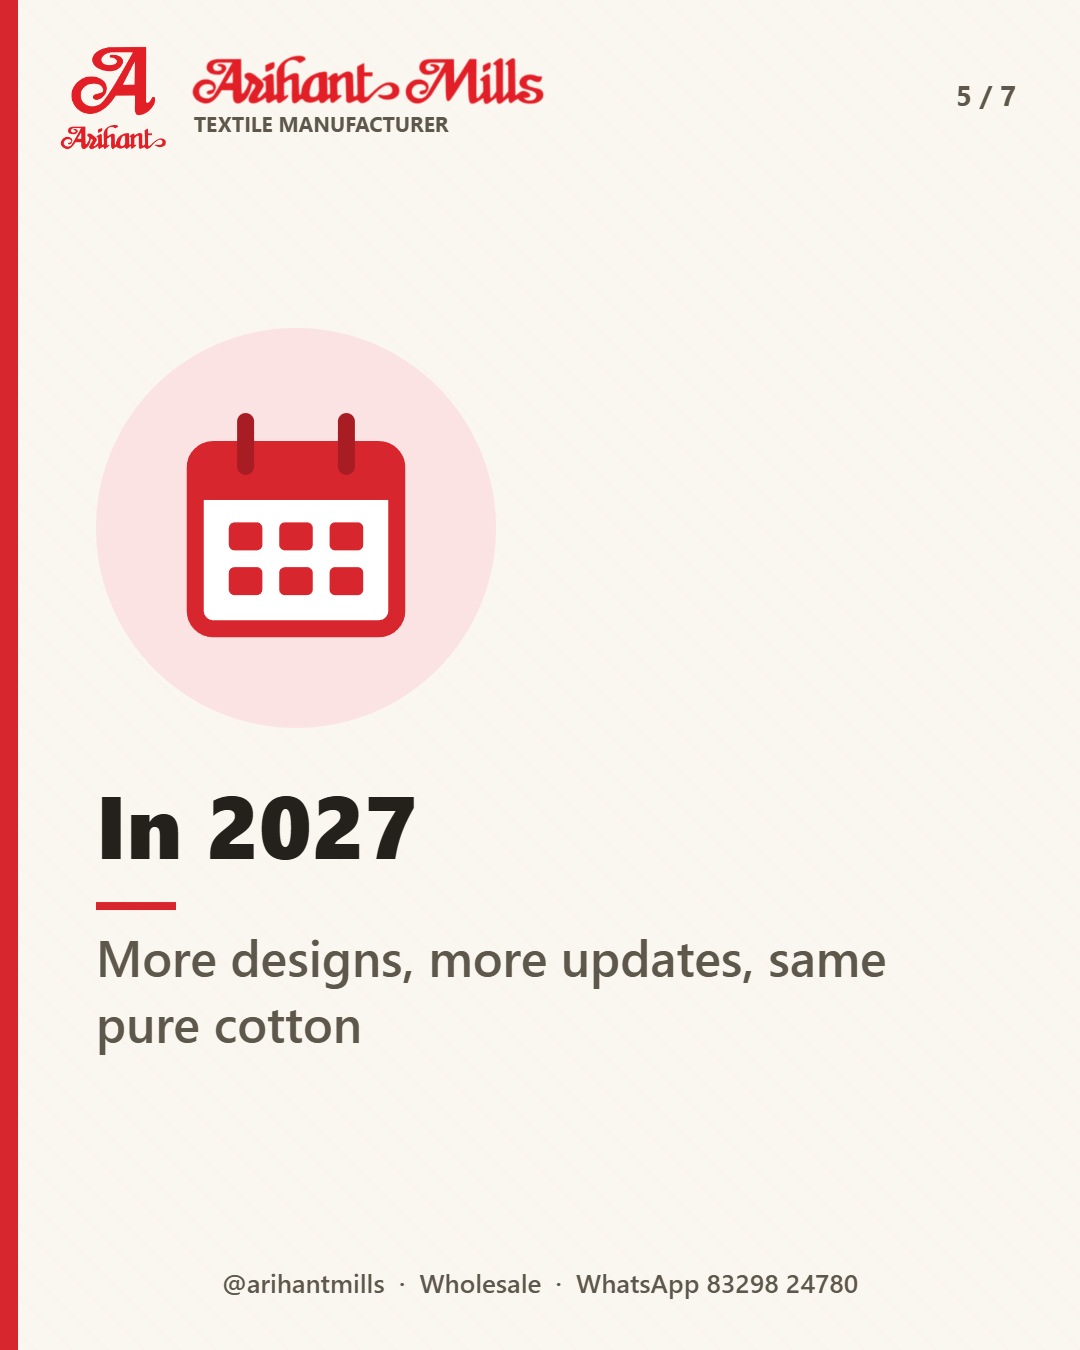 A
Arihant
Arihant Mills
TEXTILE MANUFACTURER
5 / 7
In 2027
More designs, more updates, same
pure cotton
@arihantmills · Wholesale · WhatsApp 83298 24780